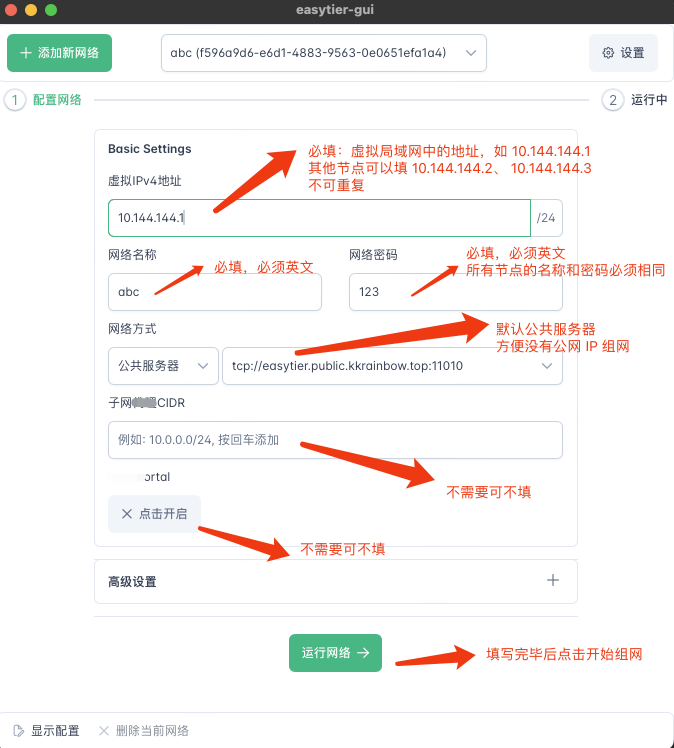 easytier-gui
添加新网络
abc (f596a9d6-e6d1-4883-9563-0e0651efa1a4)
设置
1 配置网络
2 运行中
Basic Settings
必填：虚拟局域网中的地址，如 10.144.144.1
其他节点可以填 10.144.144.2、 10.144.144.3
不可重复
虚拟IPv4地址
10.144.144.1
/24
网络名称
必填，必须英文
abc
网络密码
必填，必须英文
所有节点的名称和密码必须相同
123
网络方式
默认公共服务器
方便没有公网 IP 组网
公共服务器
tcp://easytier.public.kkrainbow.top:11010
子网 CIDR
例如: 10.0.0.0/24, 按回车添加
不需要可不填
ortal
点击开启
不需要可不填
高级设置
运行网络
填写完毕后点击开始组网
显示配置
删除当前网络